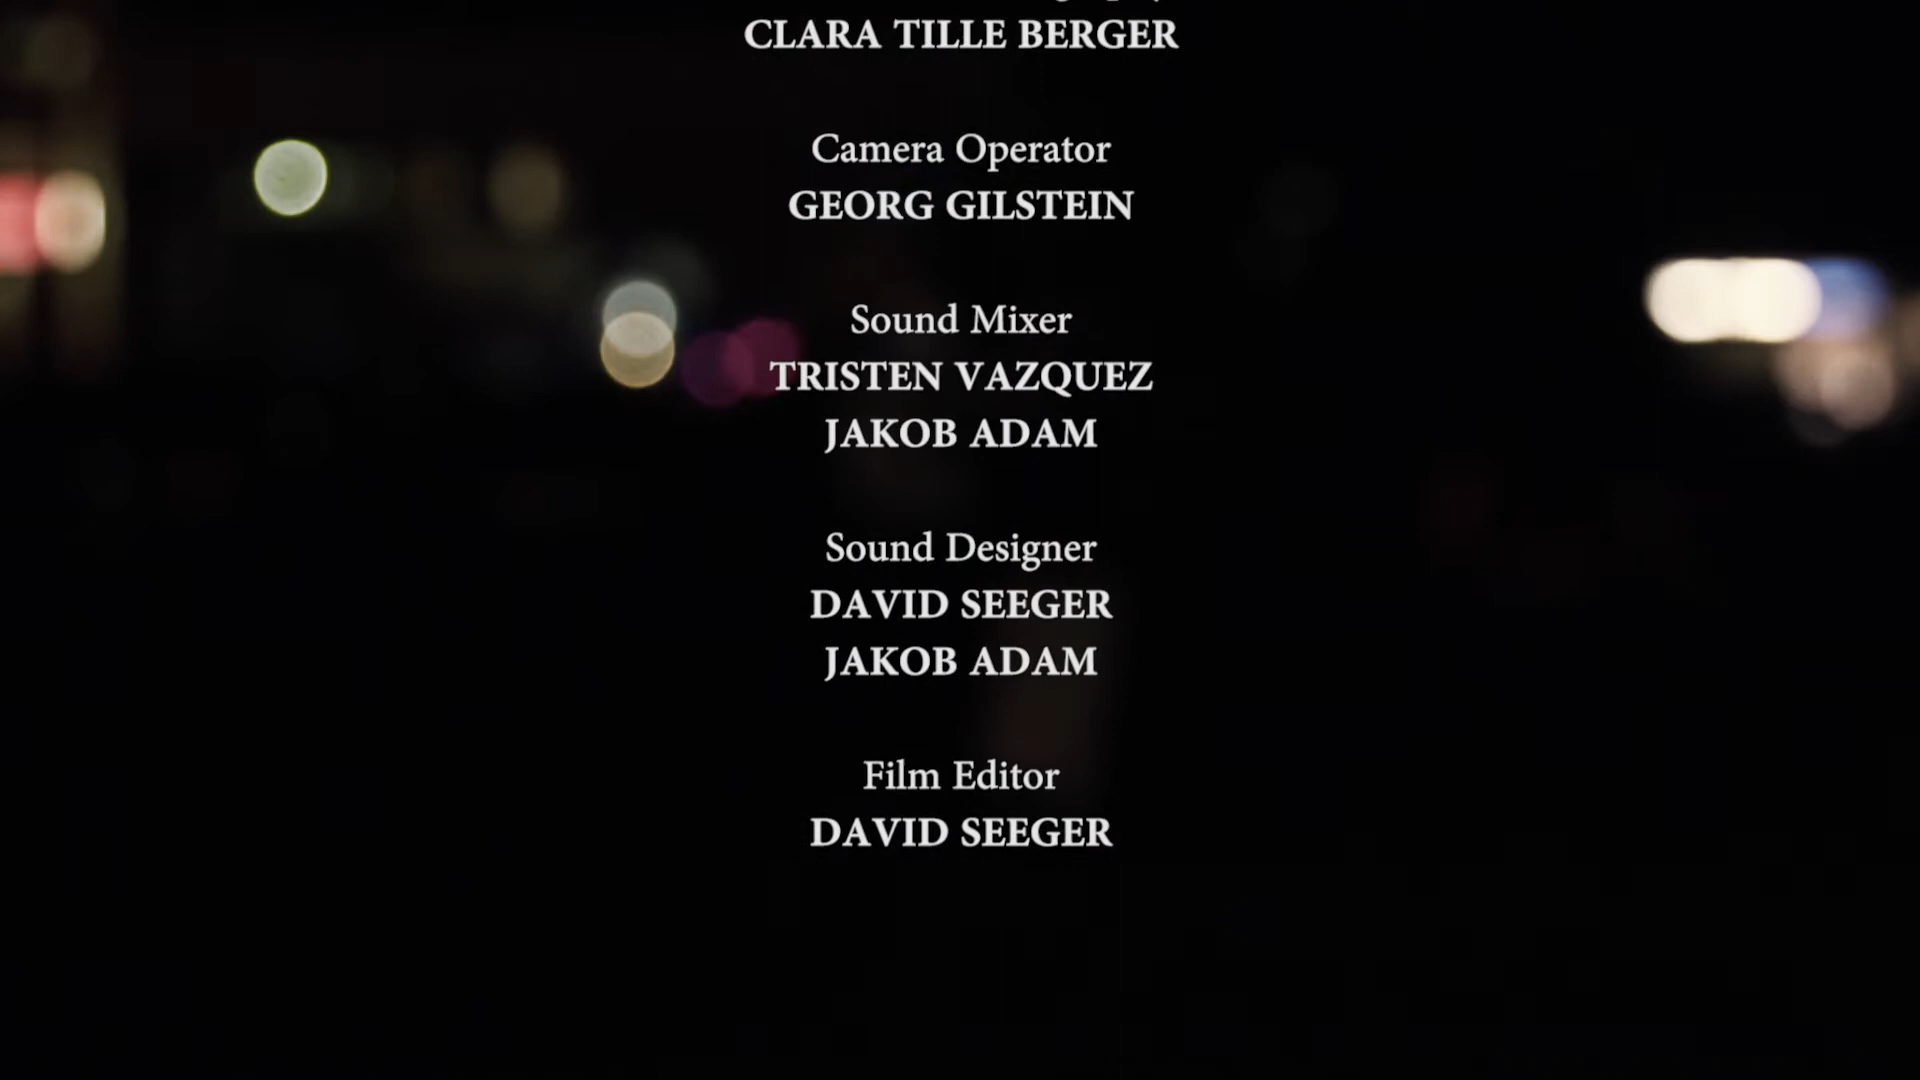 CLARA TILLE BERGER
Camera Operator
GEORG GILSTEIN
Sound Mixer
TRISTEN VAZQUEZ
JAKOB ADAM
Sound Designer
DAVID SEEGER
JAKOB ADAM
Film Editor
DAVID SEEGER